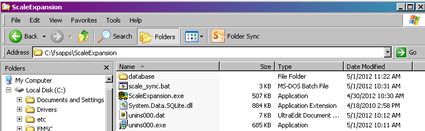 ScaleExpansion
File Edit View Favorites Tools Help
Back Search Folders Folder Sync
Address C:\fsapps\ScaleExpansion Go
Folders
Name Size Type Date Modified
My Computer
Local Disk (C:)
Documents and Settings
Drivers
etc
FMSC
database File Folder 5/1/2012 11:22 AM
scale_sync.bat 3 KB MS-DOS Batch File 5/1/2012 11:20 AM
ScaleExpansion.exe 507 KB Application 4/30/2012 10:30 AM
System.Data.SQLite.dll 884 KB Application Extension 4/18/2010 2:58 PM
unins000.dat 7 KB UltraEdit Document ... 5/1/2012 10:11 AM
unins000.exe 685 KB Application 5/1/2012 10:11 AM